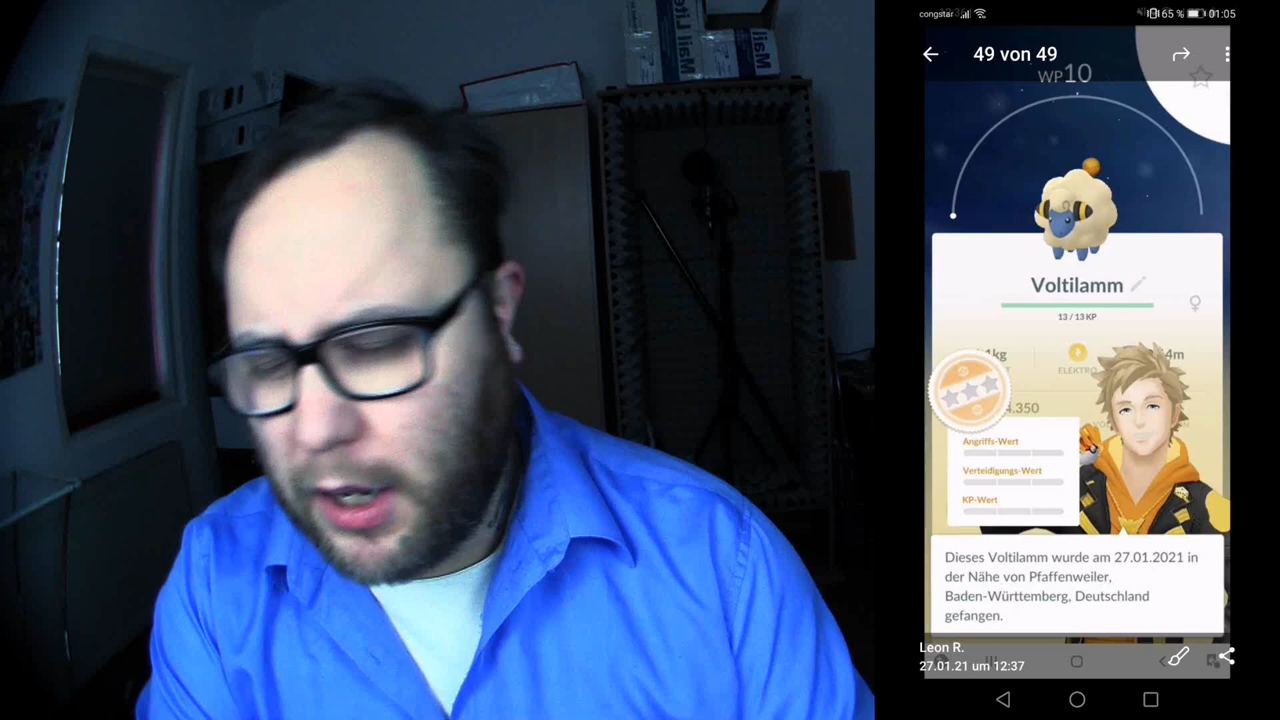 Mail
Mail
congstar
65 % 01:05
49 von 49
WP10
Voltilamm
13 / 13 KP
ELEKTRO
Angriffs-Wert
Verteidigungs-Wert
KP-Wert
Dieses Voltilamm wurde am 27.01.2021 in
der Nähe von Pfaffenweiler,
Baden-Württemberg, Deutschland
gefangen.
Leon R.
27.01.21 um 12:37